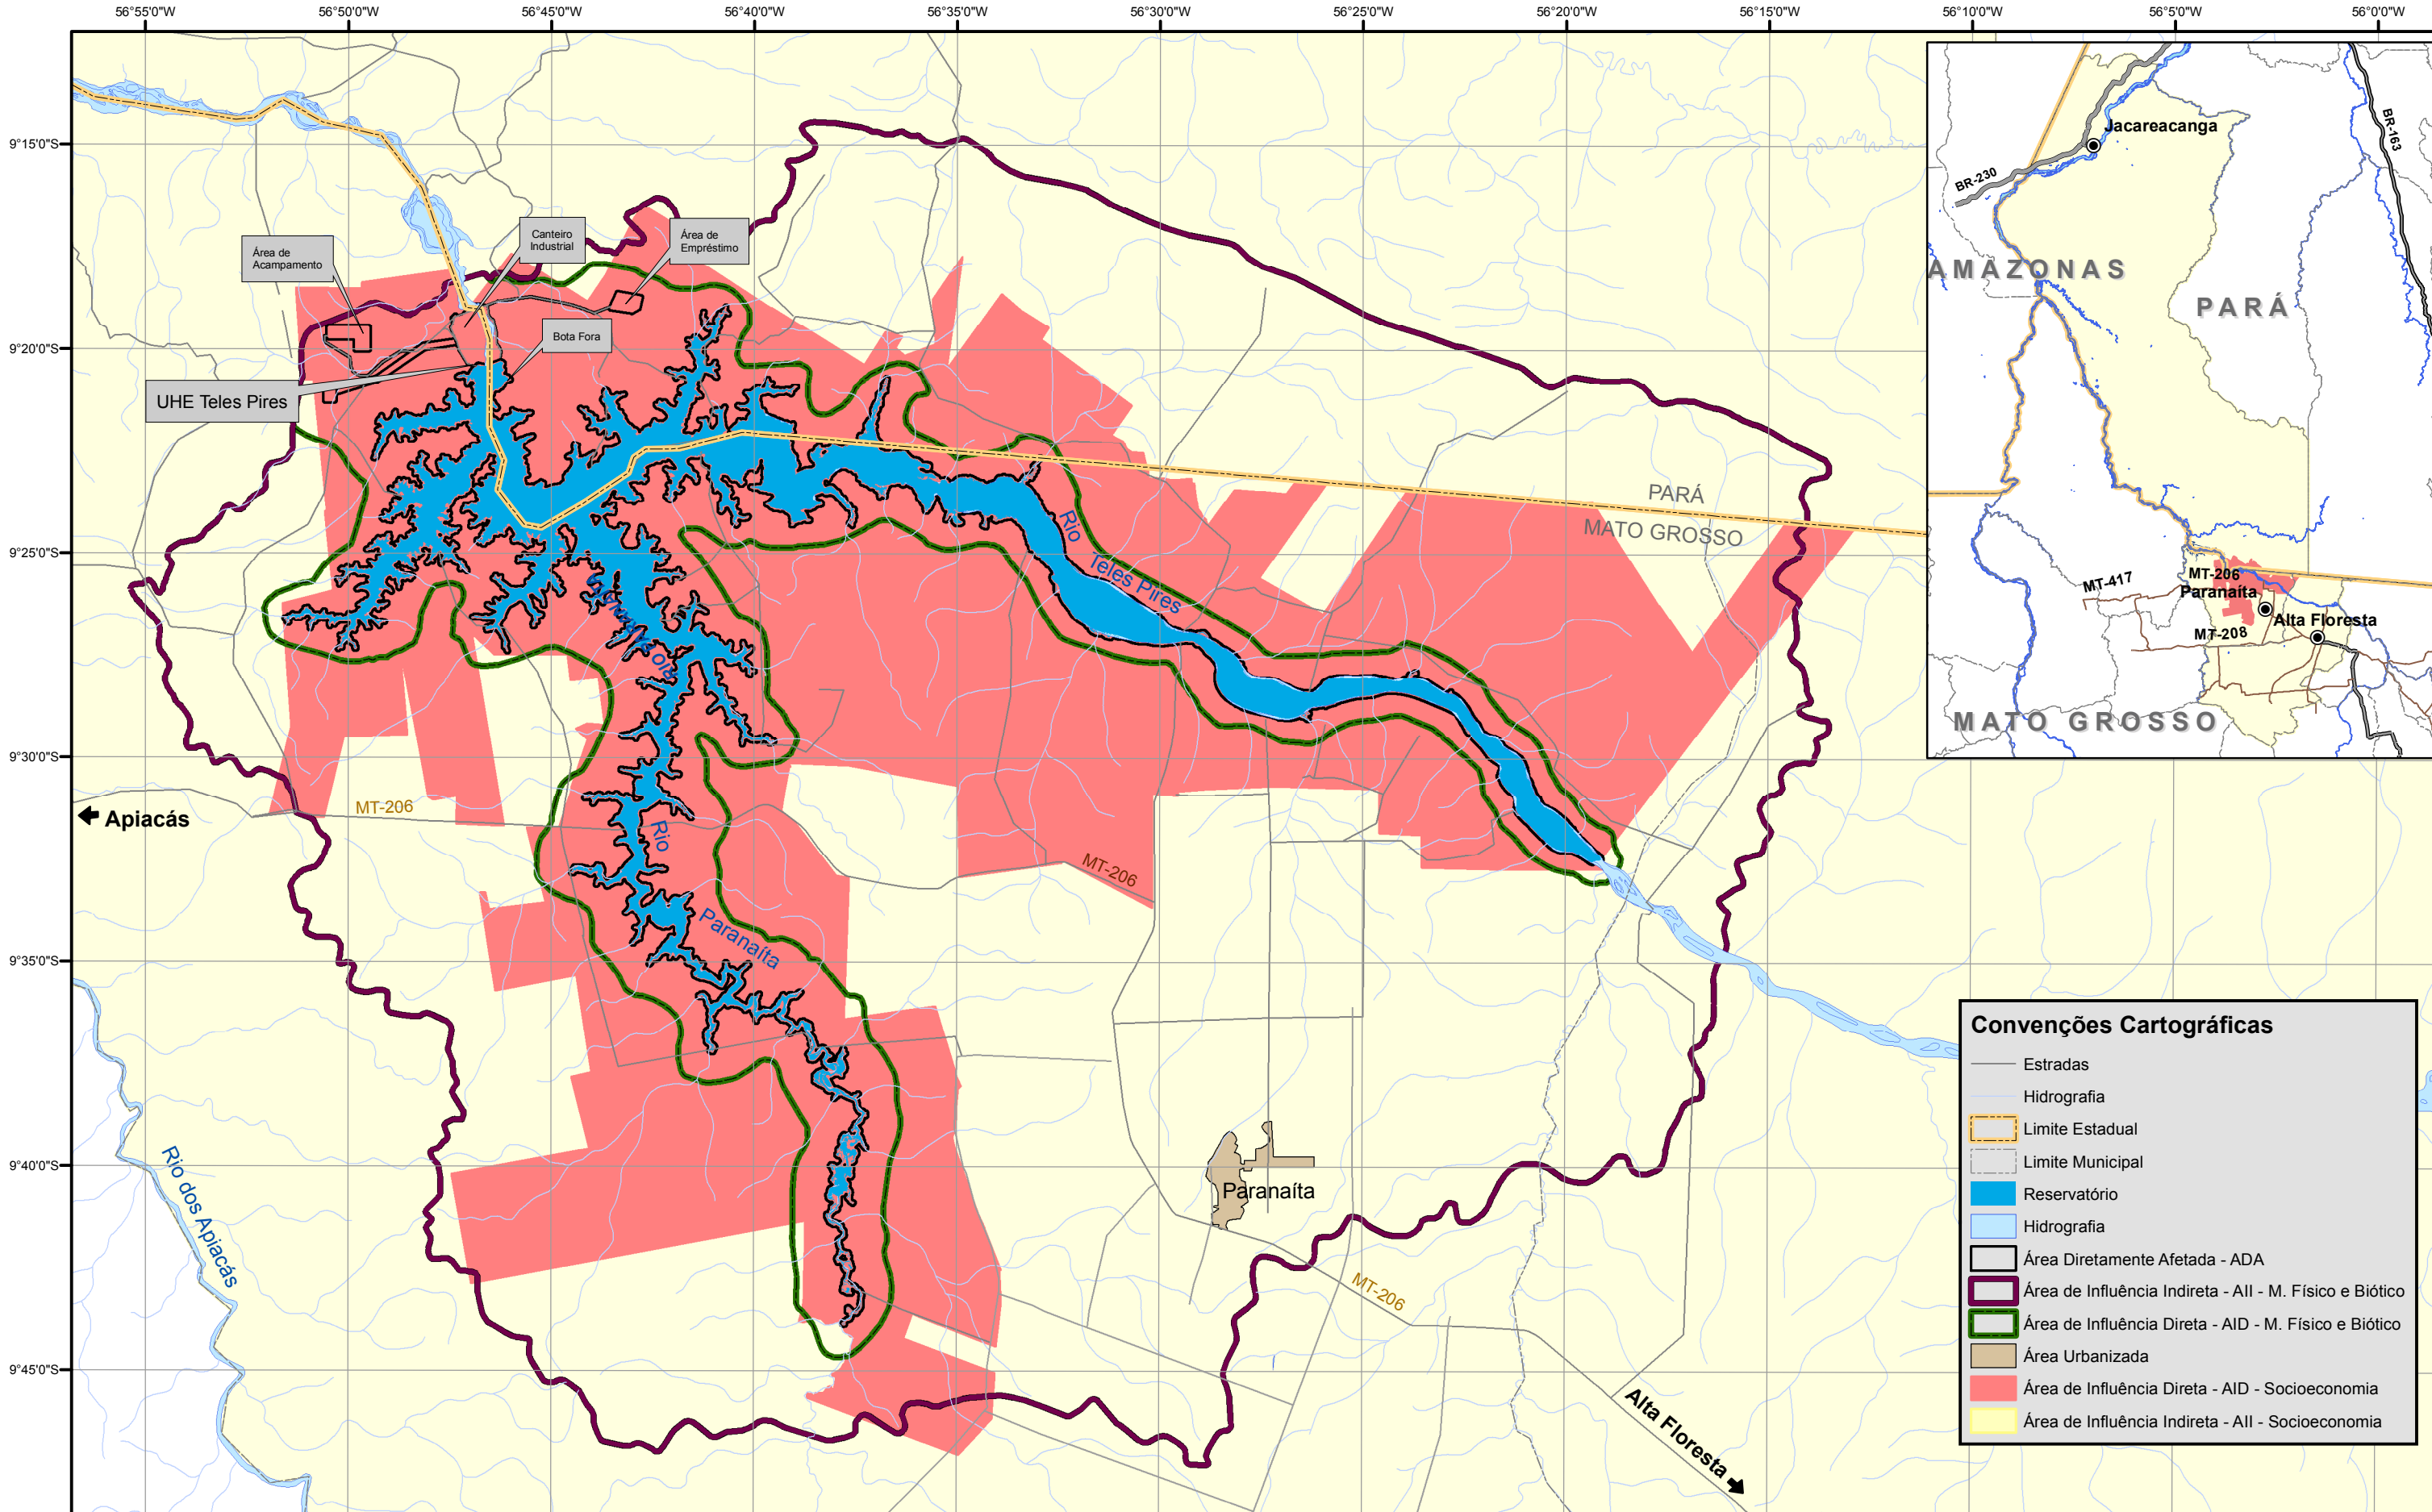 56°55'0"W
56°50'0"W
56°45'0"W
56°40'0"W
56°35'0"W
56°30'0"W
56°25'0"W
56°20'0"W
56°15'0"W
56°10'0"W
56°5'0"W
56°0'0"W
9°15'0"S
9°20'0"S
9°25'0"S
9°30'0"S
9°35'0"S
9°40'0"S
9°45'0"S
Área de
Acampamento
Canteiro
Industrial
Área de
Empréstimo
Bota Fora
UHE Teles Pires
PARÁ
MATO GROSSO
Rio
Teles Pires
Rio
Paranaíta
MT-206
MT-206
MT-206
Apiacás
Rio dos Apiacás
Paranaíta
Alta Floresta
Jacareacanga
BR-230
BR-163
AMAZONAS
PARÁ
MT-417
MT-206
Paranaíta
Alta Floresta
MT-208
MATO GROSSO
Convenções Cartográficas
Estradas
Hidrografia
Limite Estadual
Limite Municipal
Reservatório
Hidrografia
Área Diretamente Afetada - ADA
Área de Influência Indireta - AII - M. Físico e Biótico
Área de Influência Direta - AID - M. Físico e Biótico
Área Urbanizada
Área de Influência Direta - AID - Socioeconomia
Área de Influência Indireta - AII - Socioeconomia